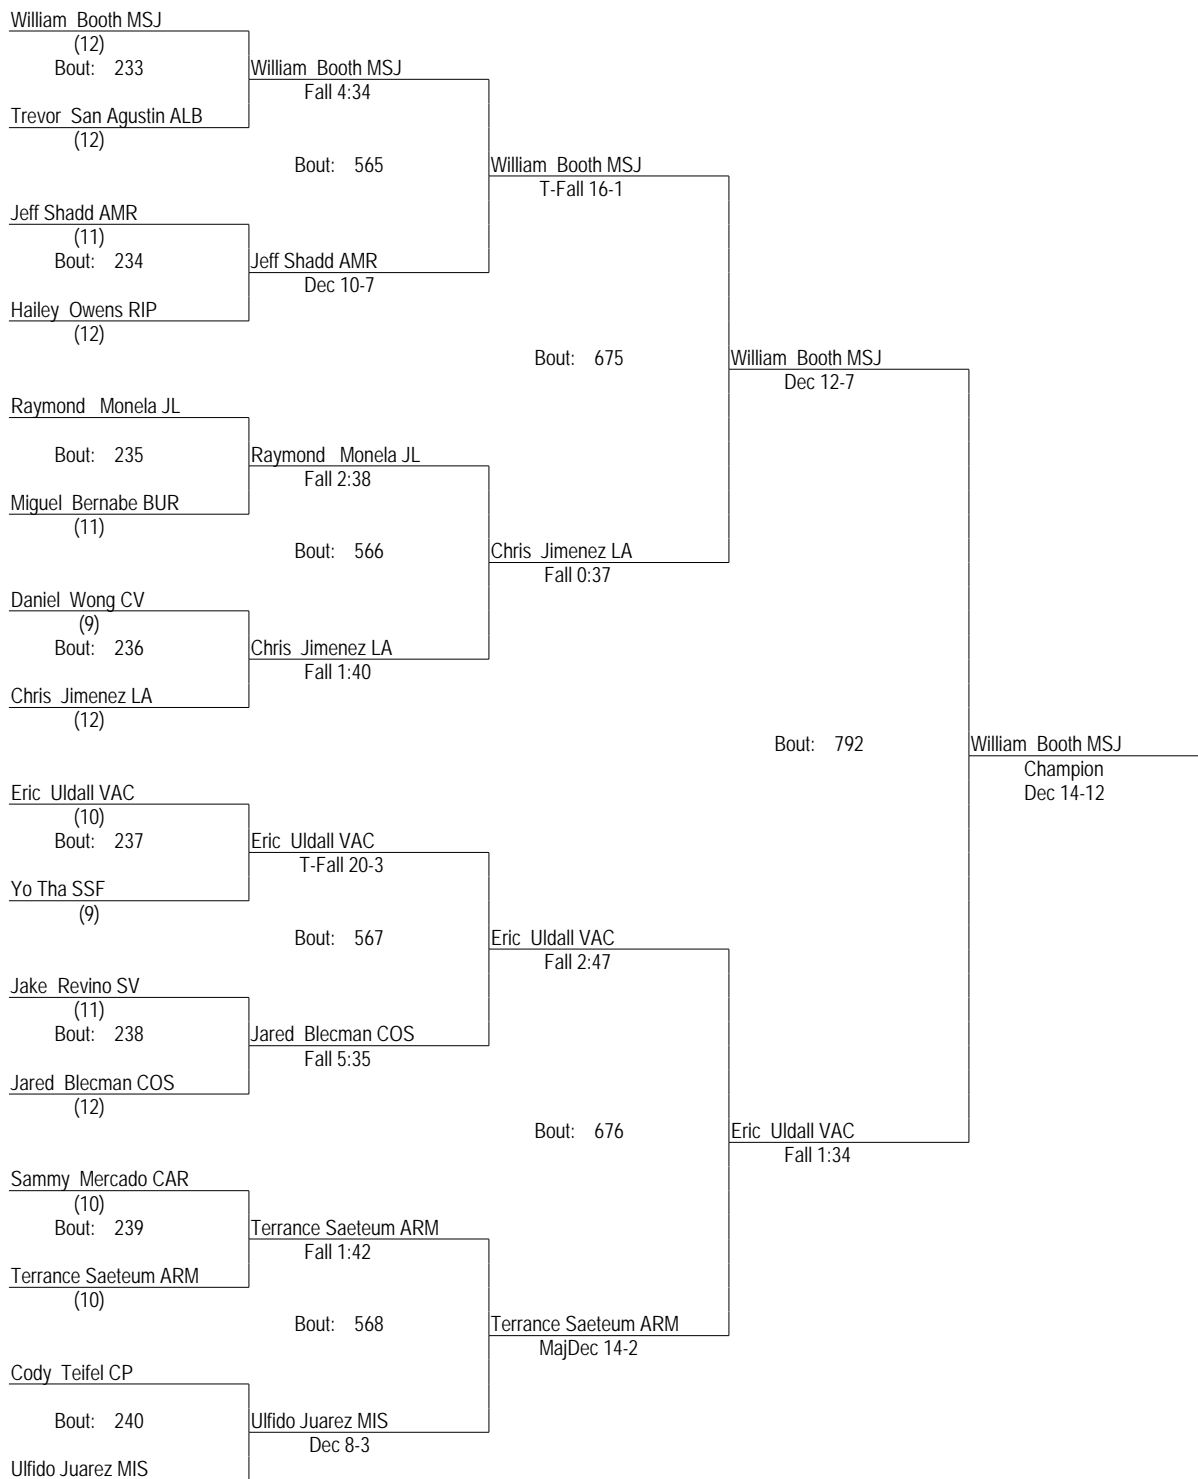 William Booth MSJ
(12)
Bout: 233
William Booth MSJ
Fall 4:34
Trevor San Agustin ALB
(12)
Bout: 565
William Booth MSJ
T-Fall 16-1
Jeff Shadd AMR
(11)
Bout: 234
Jeff Shadd AMR
Dec 10-7
Hailey Owens RIP
(12)
Bout: 675
William Booth MSJ
Dec 12-7
Raymond Monela JL
Bout: 235
Raymond Monela JL
Fall 2:38
Miguel Bernabe BUR
(11)
Bout: 566
Chris Jimenez LA
Fall 0:37
Daniel Wong CV
(9)
Bout: 236
Chris Jimenez LA
Fall 1:40
Chris Jimenez LA
(12)
Bout: 792
William Booth MSJ
Champion
Dec 14-12
Eric Uldall VAC
(10)
Bout: 237
Eric Uldall VAC
T-Fall 20-3
Yo Tha SSF
(9)
Bout: 567
Eric Uldall VAC
Fall 2:47
Jake Revino SV
(11)
Bout: 238
Jared Blecman COS
Fall 5:35
Jared Blecman COS
(12)
Bout: 676
Eric Uldall VAC
Fall 1:34
Sammy Mercado CAR
(10)
Bout: 239
Terrance Saeteum ARM
Fall 1:42
Terrance Saeteum ARM
(10)
Bout: 568
Terrance Saeteum ARM
MajDec 14-2
Cody Teifel CP
Bout: 240
Ulfido Juarez MIS
Dec 8-3
Ulfido Juarez MIS